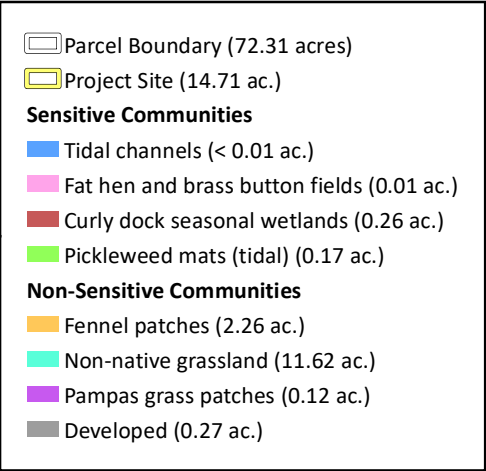 Parcel Boundary (72.31 acres)
Project Site (14.71 ac.)
Sensitive Communities
Tidal channels (< 0.01 ac.)
Fat hen and brass button fields (0.01 ac.)
Curly dock seasonal wetlands (0.26 ac.)
Pickleweed mats (tidal) (0.17 ac.)
Non-Sensitive Communities
Fennel patches (2.26 ac.)
Non-native grassland (11.62 ac.)
Pampas grass patches (0.12 ac.)
Developed (0.27 ac.)